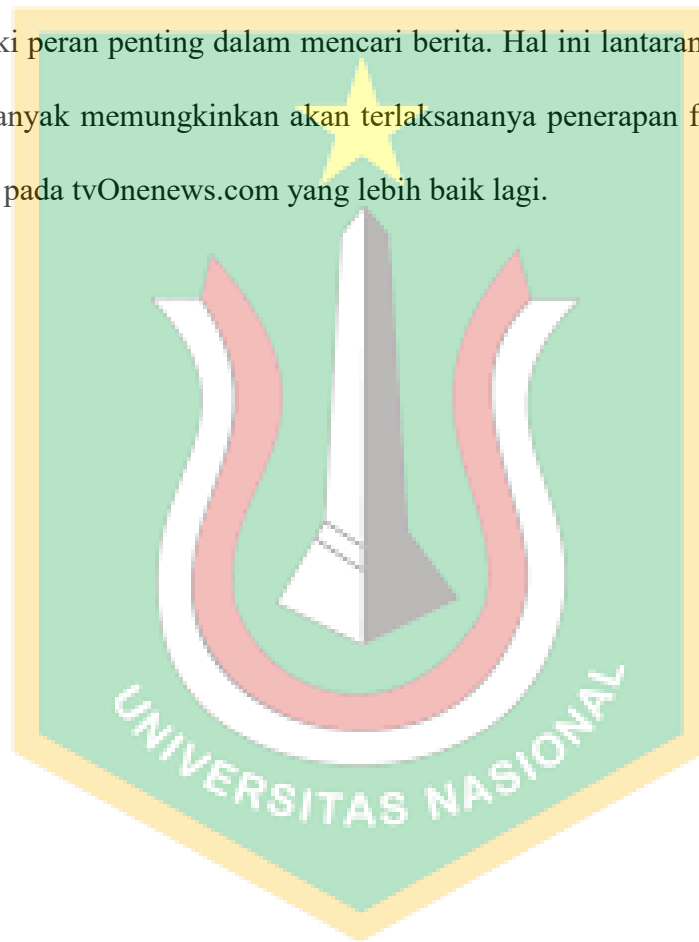 ki peran penting dalam mencari berita. Hal ini lantaran
anyak memungkinkan akan terlaksananya penerapan f
pada tvOnenews.com yang lebih baik lagi.
UNIVERSITAS NASIONAL